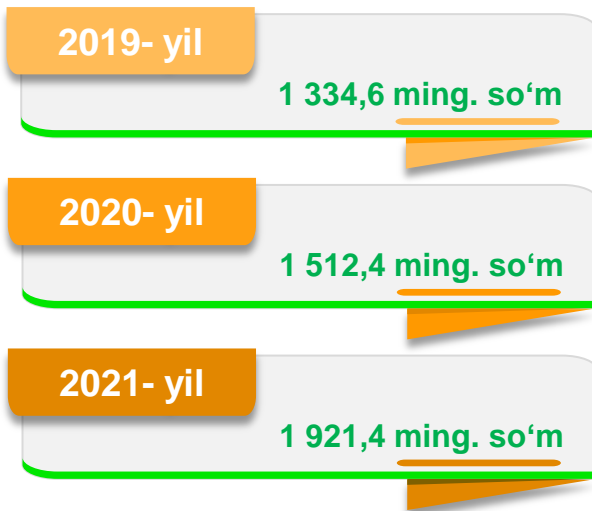 2019- yil
1 334,6 ming. so‘m
2020- yil
1 512,4 ming. so‘m
2021- yil
1 921,4 ming. so‘m